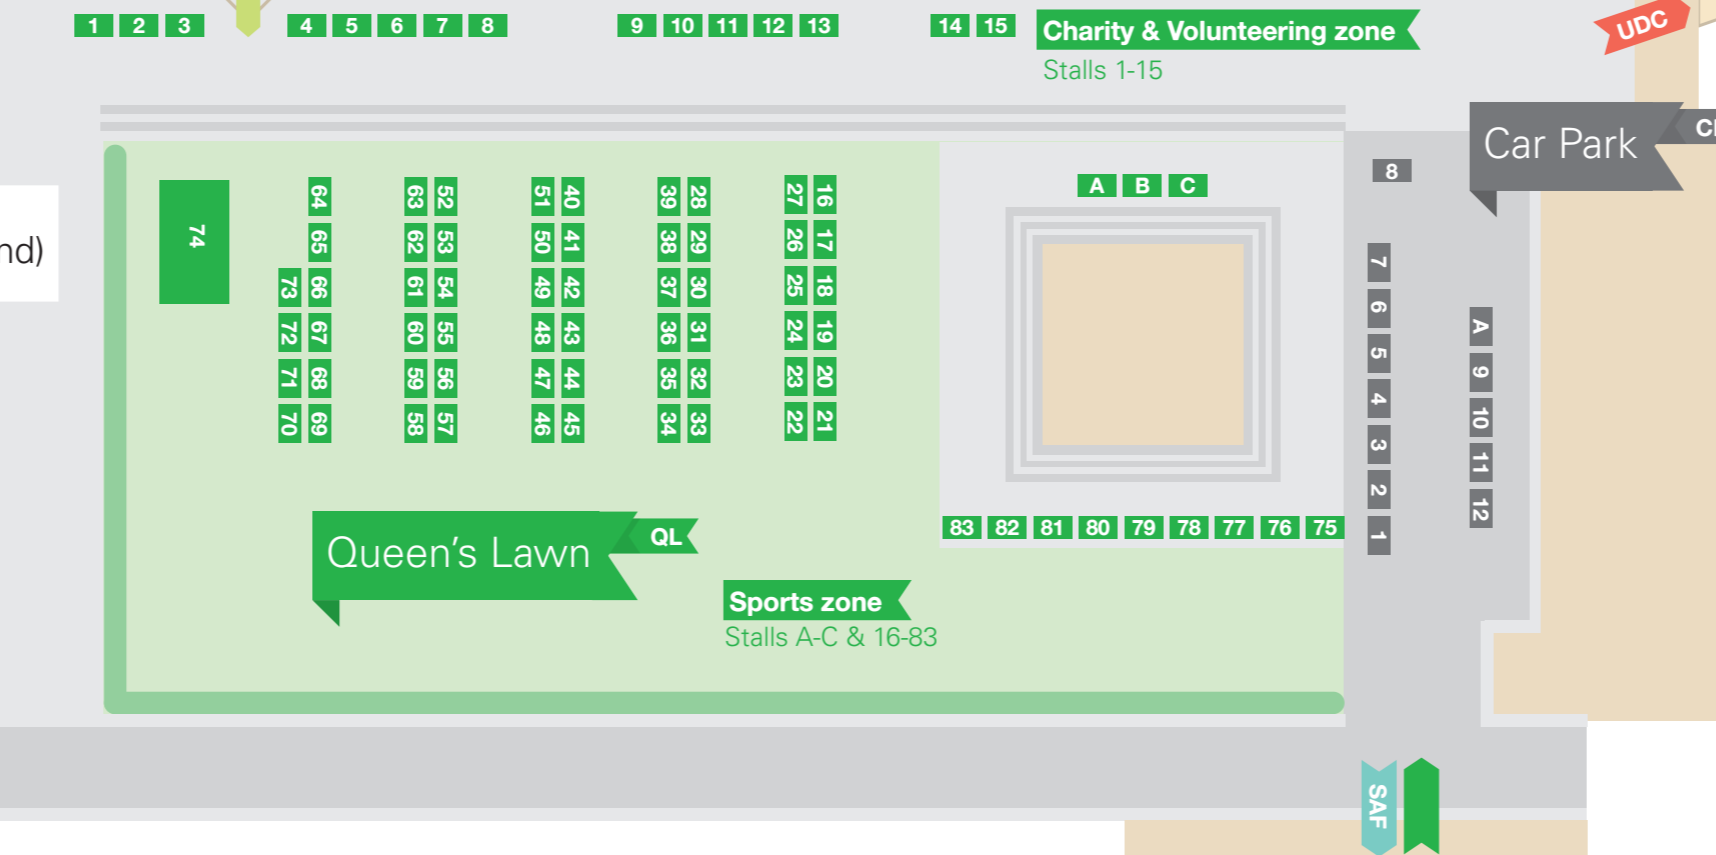 1 2 3 4 5 6 7 8 9 10 11 12 13 14 15
Charity & Volunteering zone
Stalls 1-15
UDC
Car Park
nd)
74
64 63 52 51 40 39 28 27 16
65 62 53 50 41 38 29 26 17
73 66 61 54 49 42 37 30 25 18
72 67 60 55 48 43 36 31 24 19
71 68 59 56 47 44 35 32 23 20
70 69 58 57 46 45 34 33 22 21
A B C
83 82 81 80 79 78 77 76 75
8
7
6
5
4
3
2
1
A
9
10
11
12
Queen's Lawn
QL
Sports zone
Stalls A-C & 16-83
SAF